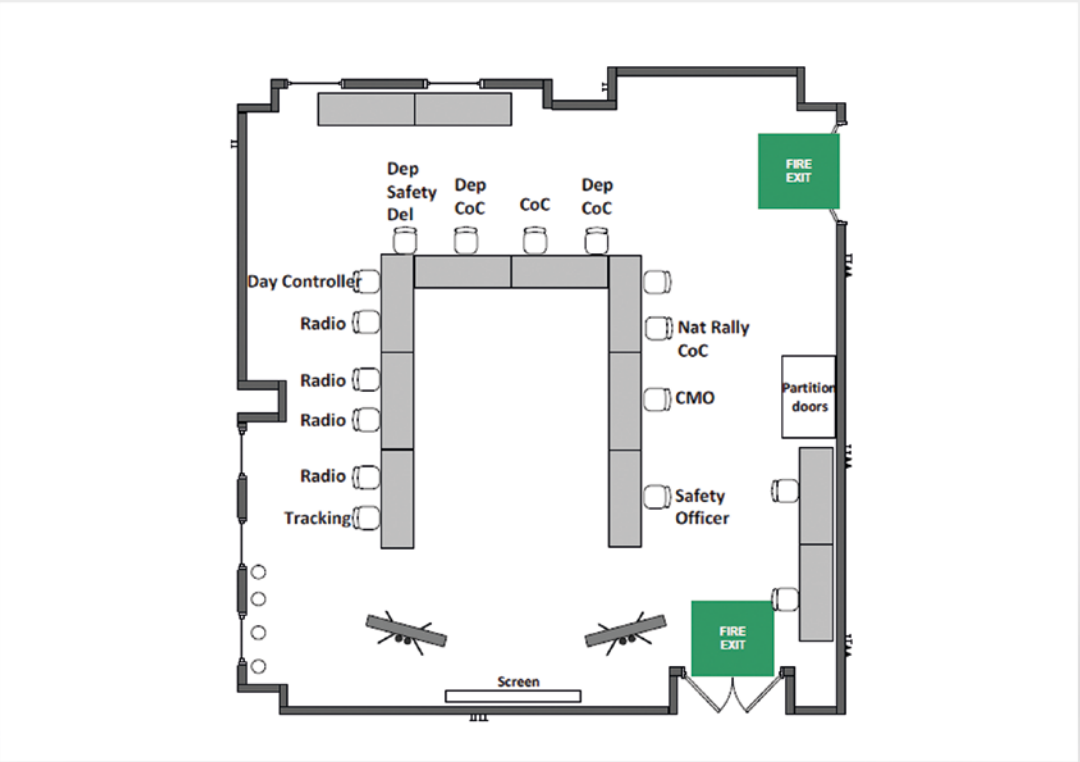 FIRE
EXIT
Dep
Safety
Del
Dep
CoC
CoC
Dep
CoC
Day Controller
Radio
Nat Rally
CoC
Radio
CMO
Partition
doors
Radio
Radio
Safety
Officer
Tracking
FIRE
EXIT
Screen